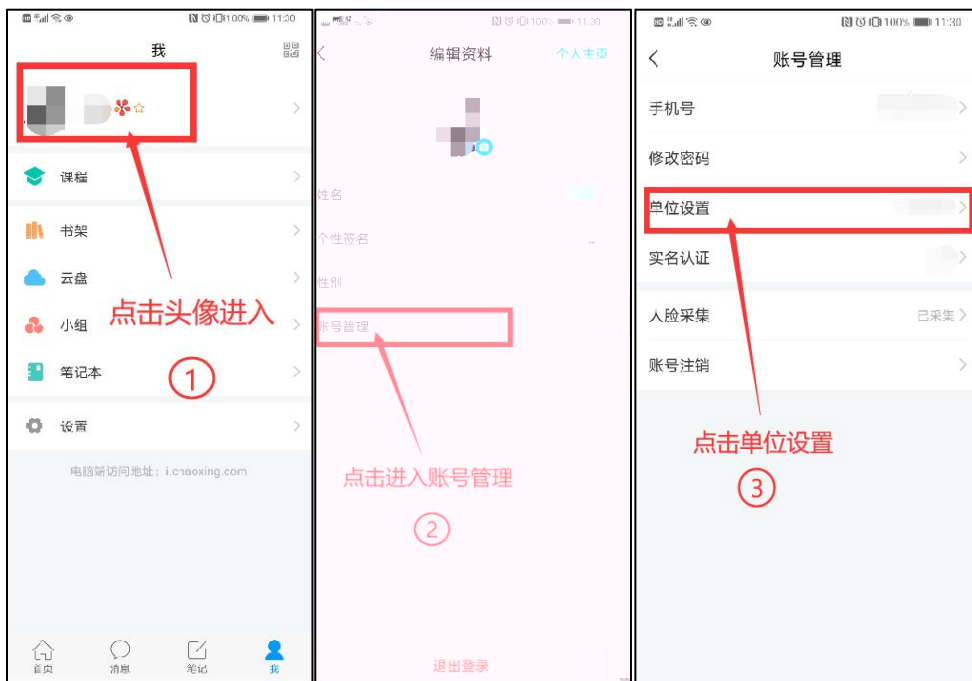 100% 11:30
我
课程
书架
云盘
小组
点击头像进入
①
笔记本
设置
电脑端访问地址：i.chaoxing.com
首页
消息
笔记
我
100% 11:30
编辑资料
个人主页
姓名
个性签名
..
性别
账号管理
点击进入账号管理
②
退出登录
100% 11:30
账号管理
手机号
修改密码
单位设置
实名认证
人脸采集
已采集
账号注销
点击单位设置
③